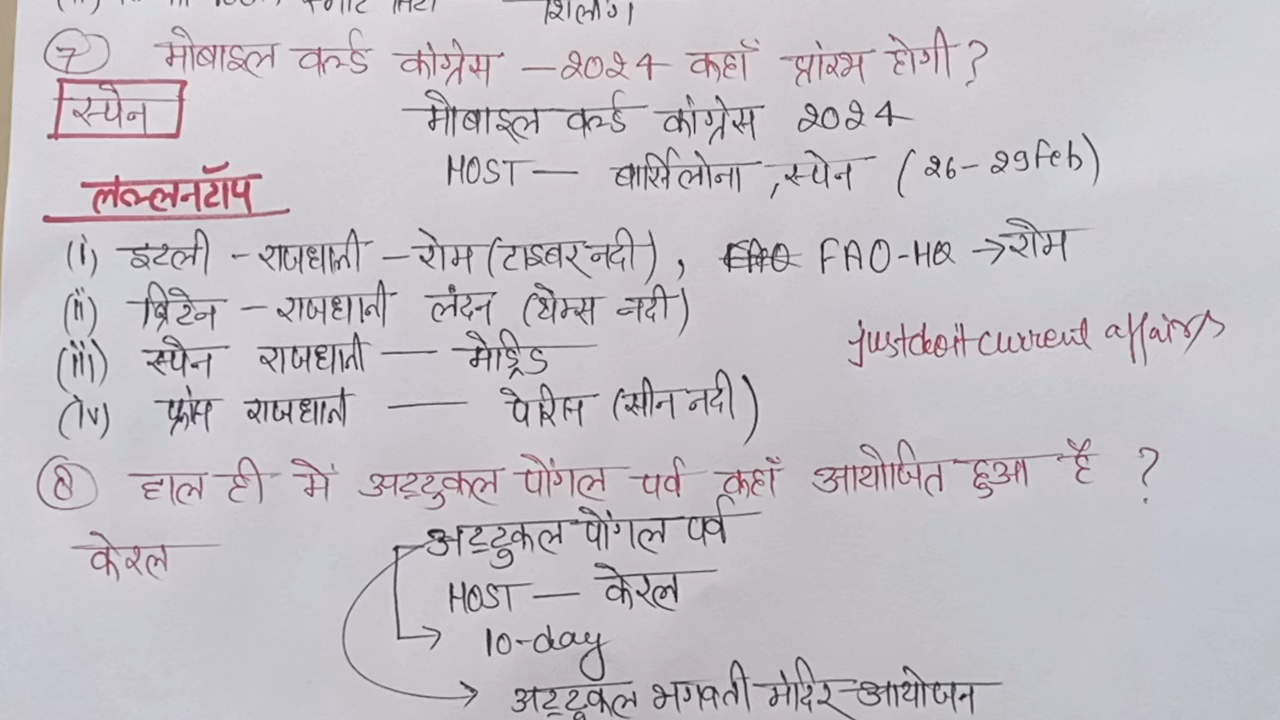 स्मार्ट सिटी शिलांग
7 मोबाइल वर्ल्ड कांग्रेस - 2024 कहाँ प्रांरभ होगी ?
स्पेन मोबाइल वर्ल्ड कांग्रेस 2024
HOST - बार्सिलोना, स्पेन (26-29 Feb)
लल्लनटॉप
(i) इटली - राजधानी - रोम (टाइबर नदी), FAO-HQ → रोम
(ii) ब्रिटेन - राजधानी लंदन (थेम्स नदी)
justdoit current affairs
(iii) स्पेन राजधानी — मेड्रिड
(iv) फ्रांस राजधानी — पेरिस (सीन नदी)
8 हाल ही में अट्टुकल पोंगल पर्व कहाँ आयोजित हुआ है ?
अट्टुकल पोंगल पर्व
केरल
HOST — केरल
→ 10-day
→ अट्टुकल भगवती मंदिर - आयोजन